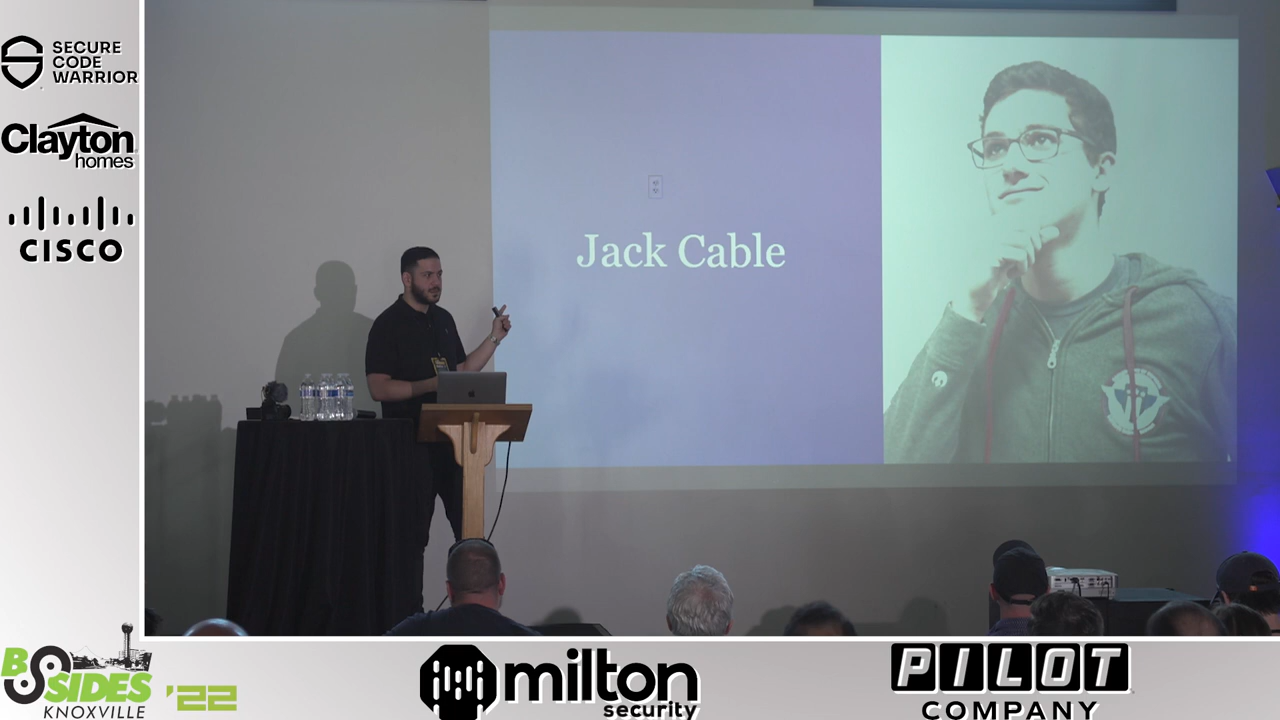 SECURE
CODE
WARRIOR
Clayton
homes
CISCO
Jack Cable
BSIDES
KNOXVILLE
'22
milton
security
PILOT
COMPANY